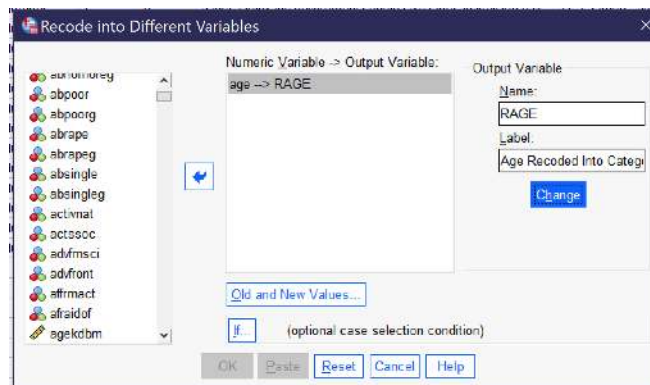 Recode into Different Variables
Numeric Variable -> Output Variable:
age --> RAGE
abnomoreg
abpoor
abpoorg
abrape
abrapeg
absingle
absingleg
activnat
actssoc
advfmsci
advfront
affrmact
afraidof
agekdbm
Output Variable
Name:
RAGE
Label:
Age Recoded Into Categ
Change
Old and New Values...
If...
(optional case selection condition)
OK
Paste
Reset
Cancel
Help